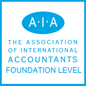 A·I·A
THE ASSOCIATION
OF INTERNATIONAL
ACCOUNTANTS
FOUNDATION LEVEL